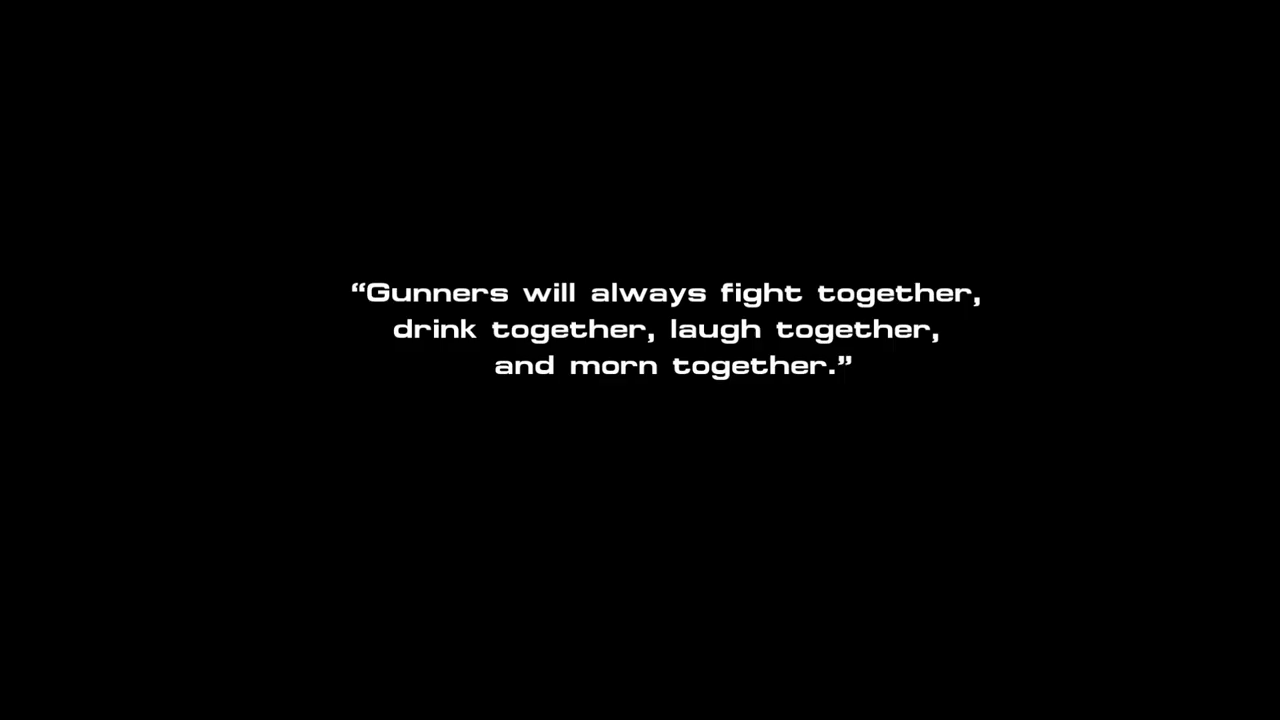 “Gunners will always fight together,
drink together, laugh together,
and morn together.”